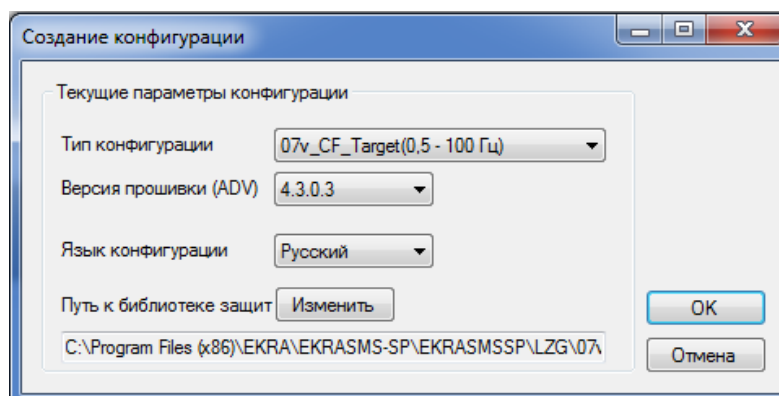 Создание конфигурации
Текущие параметры конфигурации
Тип конфигурации 07v_CF_Target(0,5 - 100 Гц)
Версия прошивки (ADV) 4.3.0.3
Язык конфигурации Русский
Путь к библиотеке защит Изменить
OK
C:\Program Files (x86)\EKRA\EKRASMS-SP\EKRASMSSP\LZG\07
Отмена